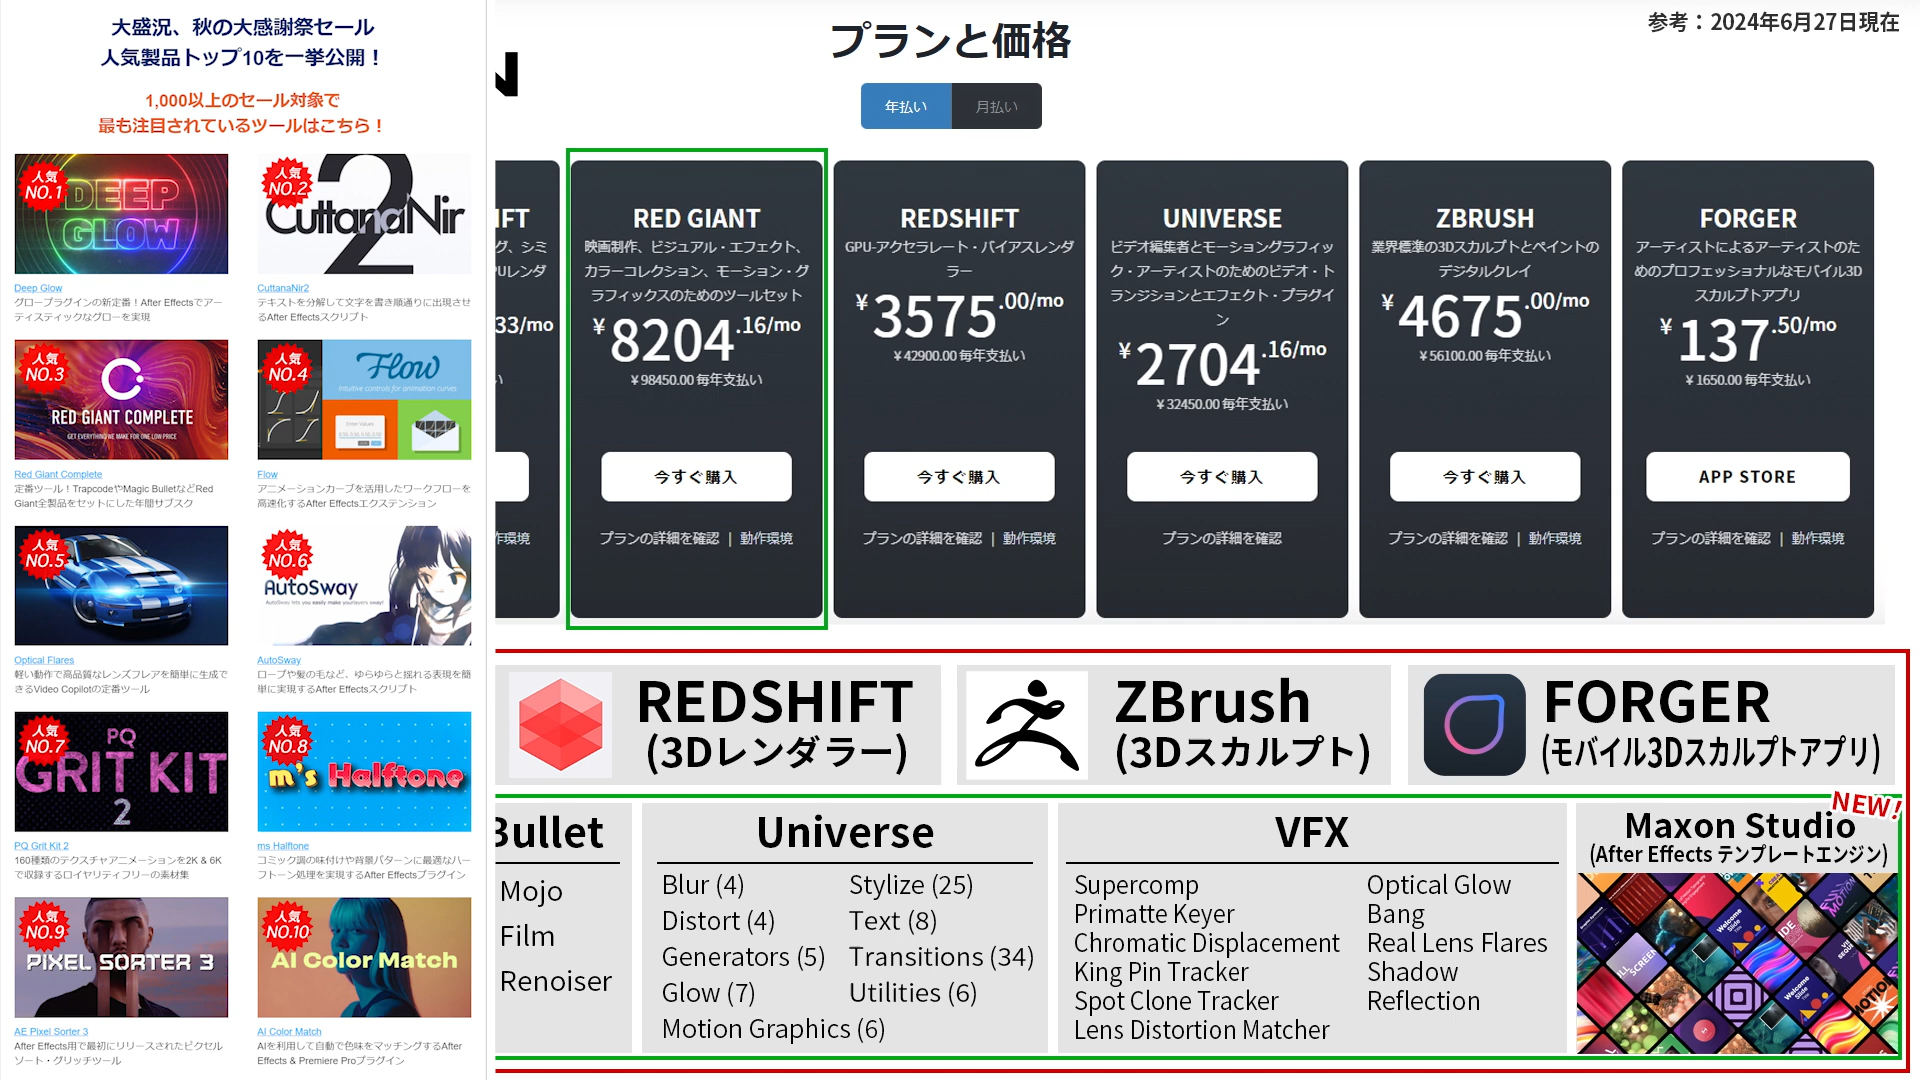 大盛況、秋の大感謝祭セール
人気製品トップ10を一挙公開！
1,000以上のセール対象で
最も注目されているツールはこちら！
人気
NO.1
DEEP
GLOW
Deep Glow
グロープラグインの新定番！After Effectsでアー
ティスティックなグローを実現
人気
NO.2
2
CuttanaNir
CuttanaNir2
テキストを分解して文字を書き順通りに出現させ
るAfter Effectsスクリプト
人気
NO.3
RED GIANT COMPLETE
GET EVERYTHING WE MAKE FOR ONE LOW PRICE
Red Giant Complete
定番ツール！TrapcodeやMagic BulletなどRed
Giant全製品をセットにした年間サブスク
人気
NO.4
Flow
Intuitive controls for animation curves
Enter Values
Flow
アニメーションカーブを活用したワークフローを
高速化するAfter Effectsエクステンション
人気
NO.5
Optical Flares
軽い動作で高品質なレンズフレアを簡単に生成で
きるVideo Copilotの定番ツール
人気
NO.6
AutoSway
AutoSway lets you easily make yourlevers sway!
AutoSway
ロープや髪の毛など、ゆらゆらと揺れる表現を簡
単に実現するAfter Effectsスクリプト
人気
NO.7
PQ
GRIT KIT
2
PQ Grit Kit 2
160種類のテクスチャアニメーションを2K & 6K
で収録するロイヤリティフリーの素材集
人気
NO.8
m's Halftone
ms Halftone
コミック調の味付けや背景パターンに最適なハー
フトーン処理を実現するAfter Effectsプラグイン
人気
NO.9
PIXEL SORTER 3
AE Pixel Sorter 3
After Effects用で最初にリリースされたピクセル
ソート・グリッチツール
人気
NO.10
AI Color Match
AI Color Match
AIを利用して自動で色味をマッチングするAfter
Effects & Premiere Proプラグイン
プランと価格
参考：2024年6月27日現在
N
年払い 月払い
IFT
グ、シミ
PUレンダ
33/mo
い
作環境
RED GIANT
映画制作、ビジュアル・エフェクト、
カラーコレクション、モーション・グ
ラフィックスのためのツールセット
¥8204.16/mo
¥98450.00 毎年支払い
今すぐ購入
プランの詳細を確認 | 動作環境
REDSHIFT
GPU-アクセラレート・バイアスレンダ
ラー
¥3575.00/mo
¥42900.00 毎年支払い
今すぐ購入
プランの詳細を確認 | 動作環境
UNIVERSE
ビデオ編集者とモーショングラフィッ
ク・アーティストのためのビデオ・ト
ランジションとエフェクト・プラグイ
ン
¥2704.16/mo
¥32450.00 毎年支払い
今すぐ購入
プランの詳細を確認
ZBRUSH
業界標準の3Dスカルプトとペイントの
デジタルクレイ
¥4675.00/mo
¥56100.00 毎年支払い
今すぐ購入
プランの詳細を確認 | 動作環境
FORGER
アーティストによるアーティストのた
めのプロフェッショナルなモバイル3D
スカルプトアプリ
¥137.50/mo
¥1650.00 毎年支払い
APP STORE
プランの詳細を確認 | 動作環境
REDSHIFT
(3Dレンダラー)
ZBrush
(3Dスカルプト)
FORGER
(モバイル3Dスカルプトアプリ)
Bullet
Mojo
Film
Renoiser
Universe
Blur (4)
Distort (4)
Generators (5)
Glow (7)
Motion Graphics (6)
Stylize (25)
Text (8)
Transitions (34)
Utilities (6)
VFX
Supercomp
Primatte Keyer
Chromatic Displacement
King Pin Tracker
Spot Clone Tracker
Lens Distortion Matcher
Optical Glow
Bang
Real Lens Flares
Shadow
Reflection
NEW!
Maxon Studio
(After Effects テンプレートエンジン)